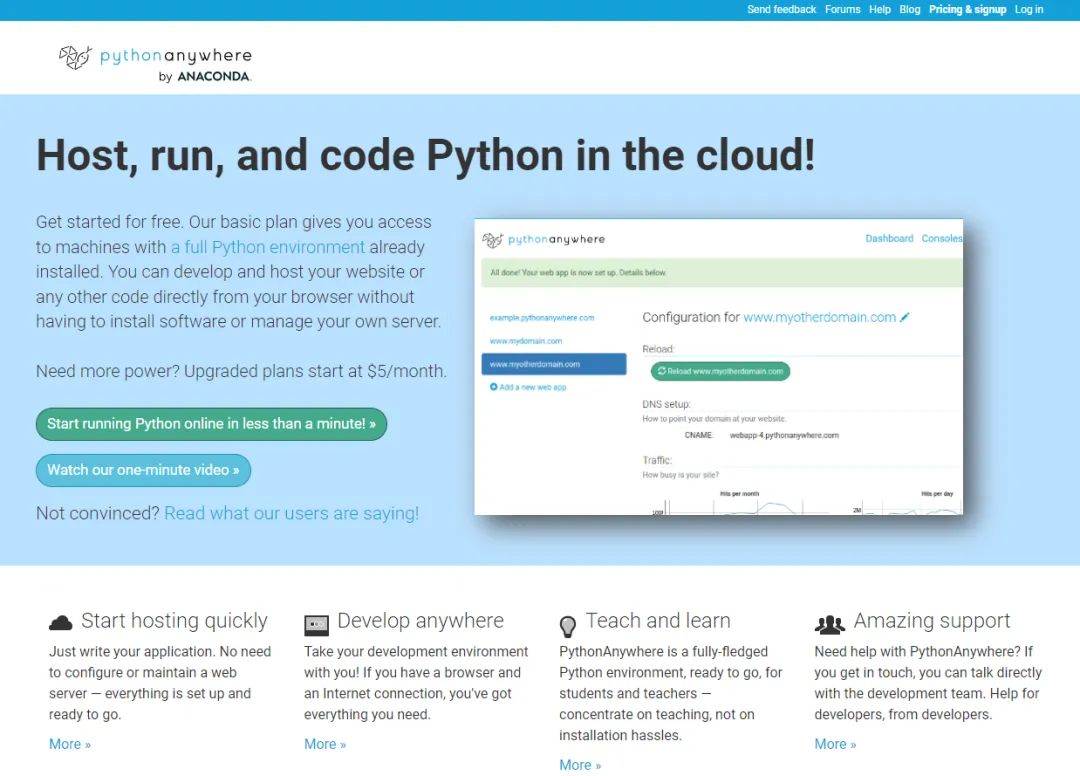 Send feedback Forums Help Blog Pricing & signup Log in
pythonanywhere
by ANACONDA.
Host, run, and code Python in the cloud!
Get started for free. Our basic plan gives you access
to machines with a full Python environment already
installed. You can develop and host your website or
any other code directly from your browser without
having to install software or manage your own server.
Need more power? Upgraded plans start at $5/month.
Start running Python online in less than a minute! »
Watch our one-minute video »
Not convinced? Read what our users are saying!
pythonanywhere
Dashboard Consoles
All done! Your web app is now set up. Details below.
example.pythonanywhere.com
www.mydomain.com
www.myotherdomain.com
Add a new web app
Configuration for www.myotherdomain.com
Reload:
Reload www.myotherdomain.com
DNS setup:
How to point your domain at your website.
CNAME: webapp-4.pythonanywhere.com
Traffic:
How busy is your site?
Hits per month Hits per day
2M
Start hosting quickly
Just write your application. No need
to configure or maintain a web
server — everything is set up and
ready to go.
More »
Develop anywhere
Take your development environment
with you! If you have a browser and
an Internet connection, you've got
everything you need.
More »
Teach and learn
PythonAnywhere is a fully-fledged
Python environment, ready to go, for
students and teachers —
concentrate on teaching, not on
installation hassles.
More »
Amazing support
Need help with PythonAnywhere? If
you get in touch, you can talk directly
with the development team. Help for
developers, from developers.
More »